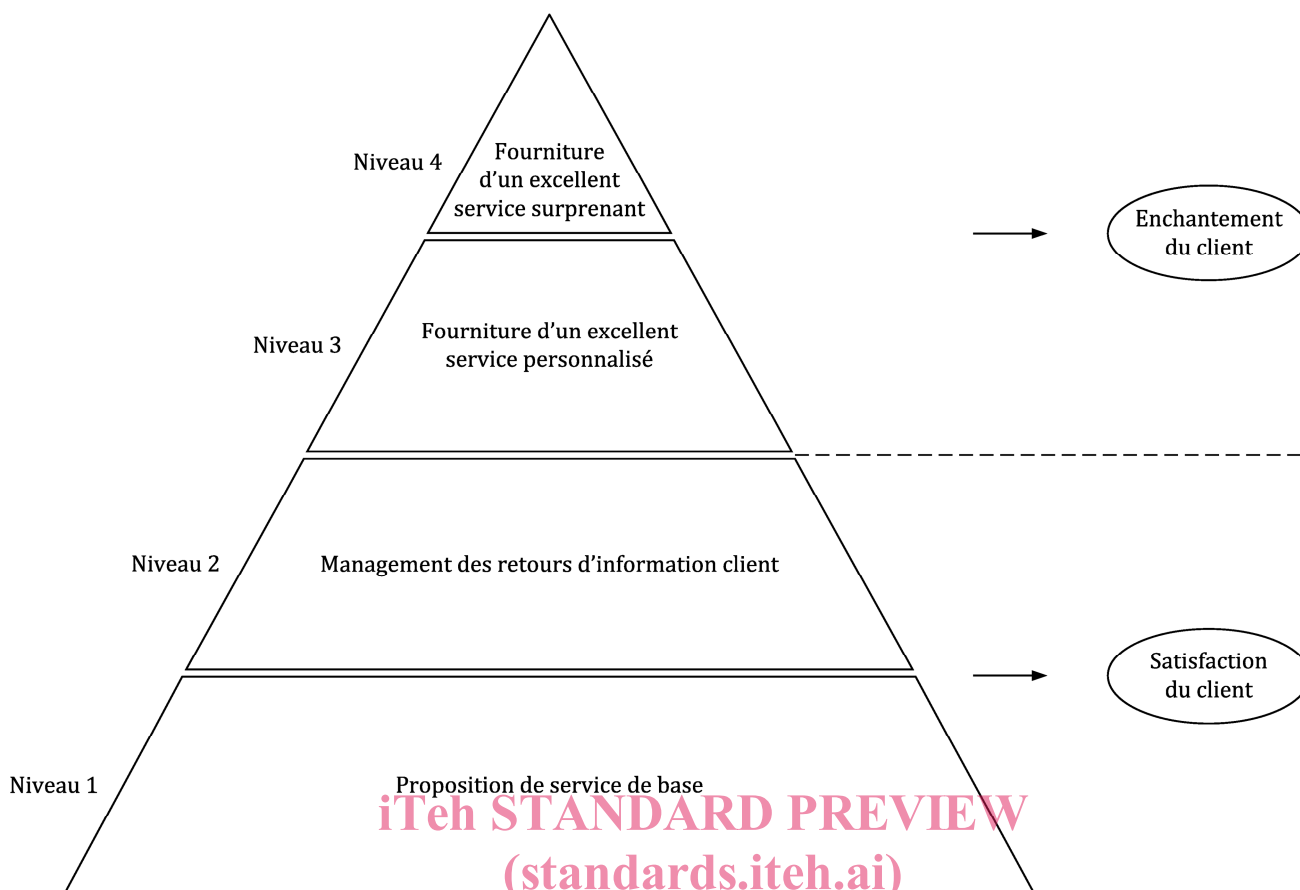 Niveau 4
Fourniture
d’un excellent
service surprenant
Enchantement
du client
Niveau 3
Fourniture d’un excellent
service personnalisé
Niveau 2
Management des retours d’information client
Satisfaction
du client
Niveau 1
Proposition de service de base
iTeh STANDARD PREVIEW
(standards.iteh.ai)